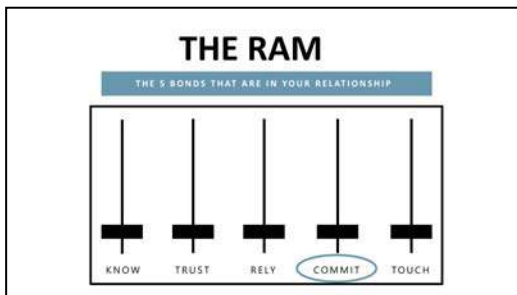 THE RAM
THE 5 BONDS THAT ARE IN YOUR RELATIONSHIP
KNOW TRUST RELY COMMIT TOUCH